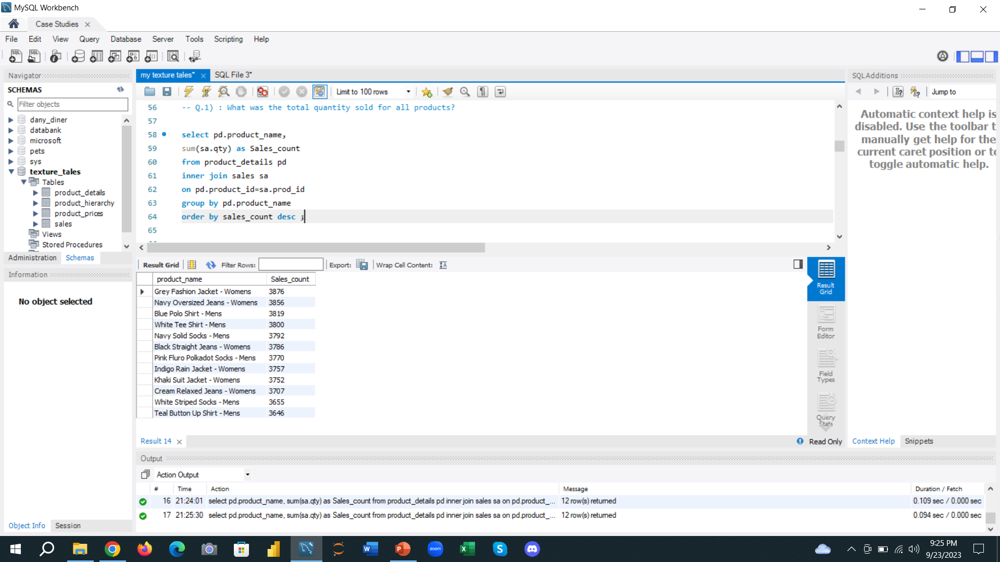 MySQL Workbench
Case Studies
File Edit View Query Database Server Tools Scripting Help
Navigator
SCHEMAS
Filter objects
dany_diner
databank
microsoft
pets
sys
texture_tales
Tables
product_details
product_hierarchy
product_prices
sales
Views
Stored Procedures
Administration Schemas
Information
No object selected
Object Info Session
my texture tales* SQL File 3*
Limit to 100 rows
56 -- Q.1) : What was the total quantity sold for all products?
57
58 select pd.product_name,
59 sum(sa.qty) as Sales_count
60 from product_details pd
61 inner join sales sa
62 on pd.product_id=sa.prod_id
63 group by pd.product_name
64 order by sales_count desc ;
65
Result Grid Filter Rows: Export: Wrap Cell Content:
product_name Sales_count
Grey Fashion Jacket - Womens 3876
Navy Oversized Jeans - Womens 3856
Blue Polo Shirt - Mens 3819
White Tee Shirt - Mens 3800
Navy Solid Socks - Mens 3792
Black Straight Jeans - Womens 3786
Pink Fluro Polkadot Socks - Mens 3770
Indigo Rain Jacket - Womens 3757
Khaki Suit Jacket - Womens 3752
Cream Relaxed Jeans - Womens 3707
White Striped Socks - Mens 3655
Teal Button Up Shirt - Mens 3646
Result Grid
Form Editor
Field Types
Query Stats
Result 14
Read Only
SQLAdditions
Jump to
Automatic context help is
disabled. Use the toolbar t
manually get help for the
current caret position or to
toggle automatic help.
Context Help Snippets
Output
Action Output
# Time Action Message Duration / Fetch
16 21:24:01 select pd.product_name, sum(sa.qty) as Sales_count from product_details pd inner join sales sa on pd.product_... 12 row(s) returned 0.109 sec / 0.000 sec
17 21:25:30 select pd.product_name, sum(sa.qty) as Sales_count from product_details pd inner join sales sa on pd.product_... 12 row(s) returned 0.094 sec / 0.000 sec
zoom
9:25 PM
9/23/2023